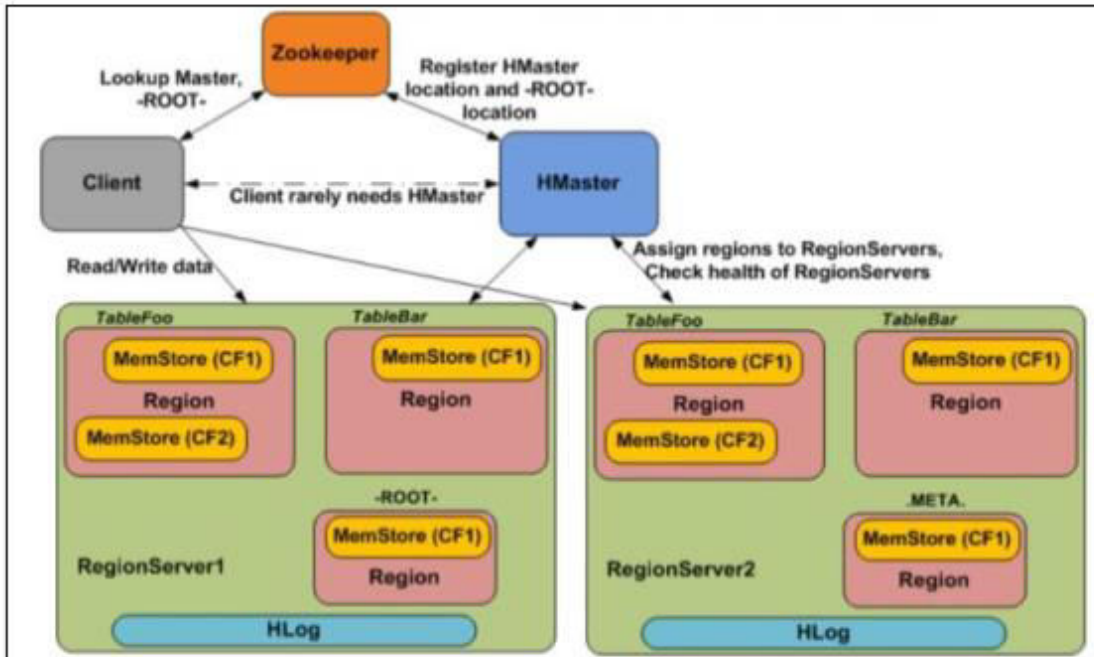 Zookeeper
Lookup Master,
-ROOT-
Register HMaster
location and -ROOT-
location
Client
Client rarely needs HMaster
HMaster
Read/Write data
Assign regions to RegionServers,
Check health of RegionServers
TableFoo
MemStore (CF1)
Region
MemStore (CF2)
TableBar
MemStore (CF1)
Region
-ROOT-
MemStore (CF1)
Region
RegionServer1
HLog
TableFoo
MemStore (CF1)
Region
MemStore (CF2)
TableBar
MemStore (CF1)
Region
.META.
MemStore (CF1)
Region
RegionServer2
HLog